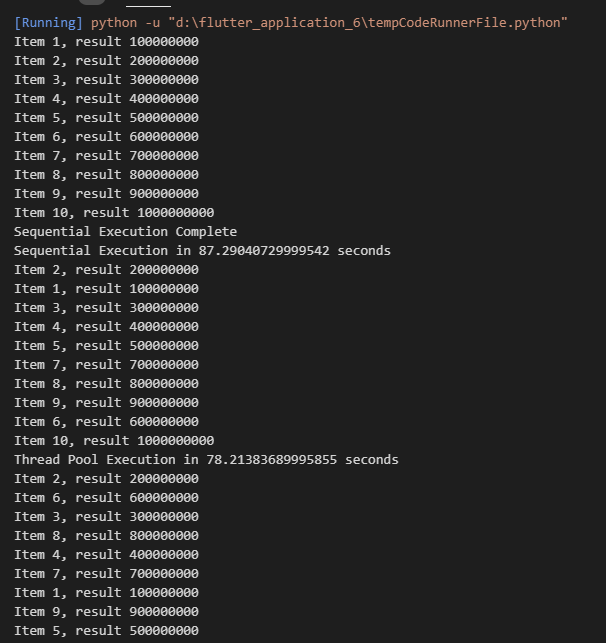 [Running] python -u "d:\flutter_application_6\tempCodeRunnerFile.python"
Item 1, result 100000000
Item 2, result 200000000
Item 3, result 300000000
Item 4, result 400000000
Item 5, result 500000000
Item 6, result 600000000
Item 7, result 700000000
Item 8, result 800000000
Item 9, result 900000000
Item 10, result 1000000000
Sequential Execution Complete
Sequential Execution in 87.29040729999542 seconds
Item 2, result 200000000
Item 1, result 100000000
Item 3, result 300000000
Item 4, result 400000000
Item 5, result 500000000
Item 7, result 700000000
Item 8, result 800000000
Item 9, result 900000000
Item 6, result 600000000
Item 10, result 1000000000
Thread Pool Execution in 78.21383689995855 seconds
Item 2, result 200000000
Item 6, result 600000000
Item 3, result 300000000
Item 8, result 800000000
Item 4, result 400000000
Item 7, result 700000000
Item 1, result 100000000
Item 9, result 900000000
Item 5, result 500000000